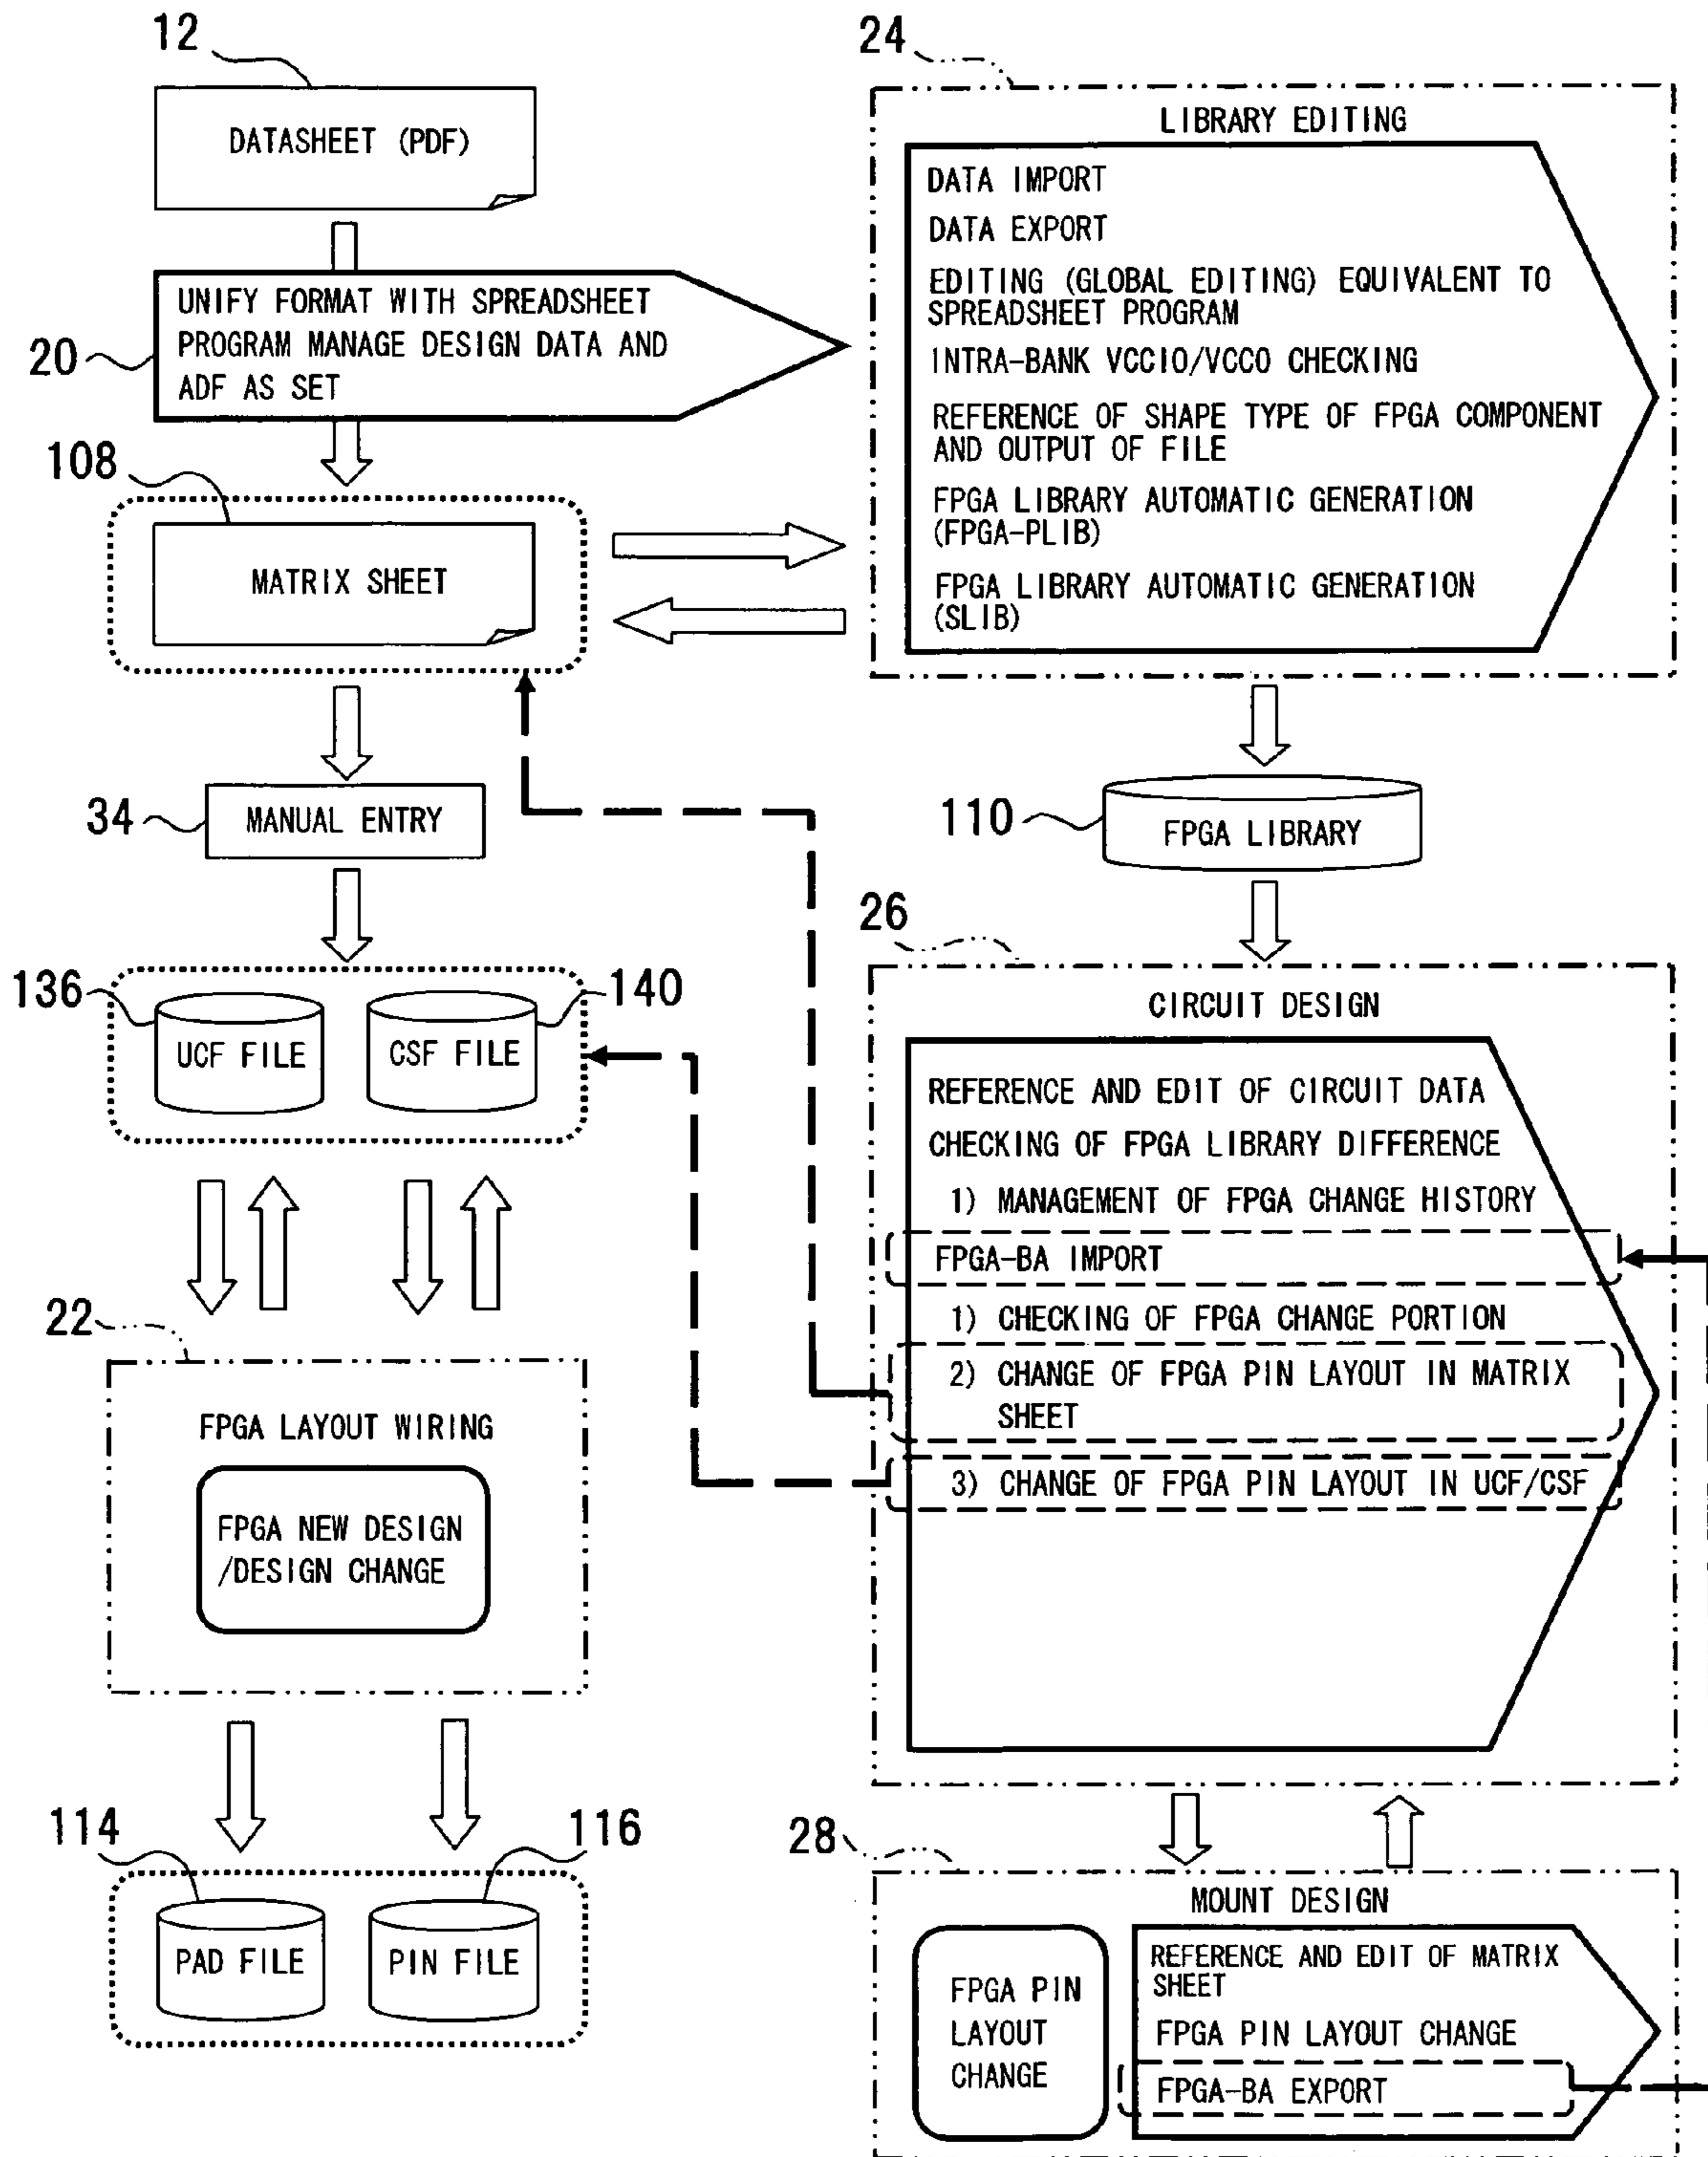 12
DATASHEET (PDF)
20
UNIFY FORMAT WITH SPREADSHEET
PROGRAM MANAGE DESIGN DATA AND
ADF AS SET
108
MATRIX SHEET
34
MANUAL ENTRY
136
UCF FILE
CSF FILE
140
22
FPGA LAYOUT WIRING
FPGA NEW DESIGN
/DESIGN CHANGE
114
116
PAD FILE
PIN FILE
24
LIBRARY EDITING
DATA IMPORT
DATA EXPORT
EDITING (GLOBAL EDITING) EQUIVALENT TO
SPREADSHEET PROGRAM
INTRA-BANK VCCIO/VCCO CHECKING
REFERENCE OF SHAPE TYPE OF FPGA COMPONENT
AND OUTPUT OF FILE
FPGA LIBRARY AUTOMATIC GENERATION
(FPGA-PLIB)
FPGA LIBRARY AUTOMATIC GENERATION
(SLIB)
110
FPGA LIBRARY
26
CIRCUIT DESIGN
REFERENCE AND EDIT OF CIRCUIT DATA
CHECKING OF FPGA LIBRARY DIFFERENCE
1) MANAGEMENT OF FPGA CHANGE HISTORY
FPGA-BA IMPORT
1) CHECKING OF FPGA CHANGE PORTION
2) CHANGE OF FPGA PIN LAYOUT IN MATRIX
SHEET
3) CHANGE OF FPGA PIN LAYOUT IN UCF/CSF
28
MOUNT DESIGN
FPGA PIN
LAYOUT
CHANGE
REFERENCE AND EDIT OF MATRIX
SHEET
FPGA PIN LAYOUT CHANGE
FPGA-BA EXPORT